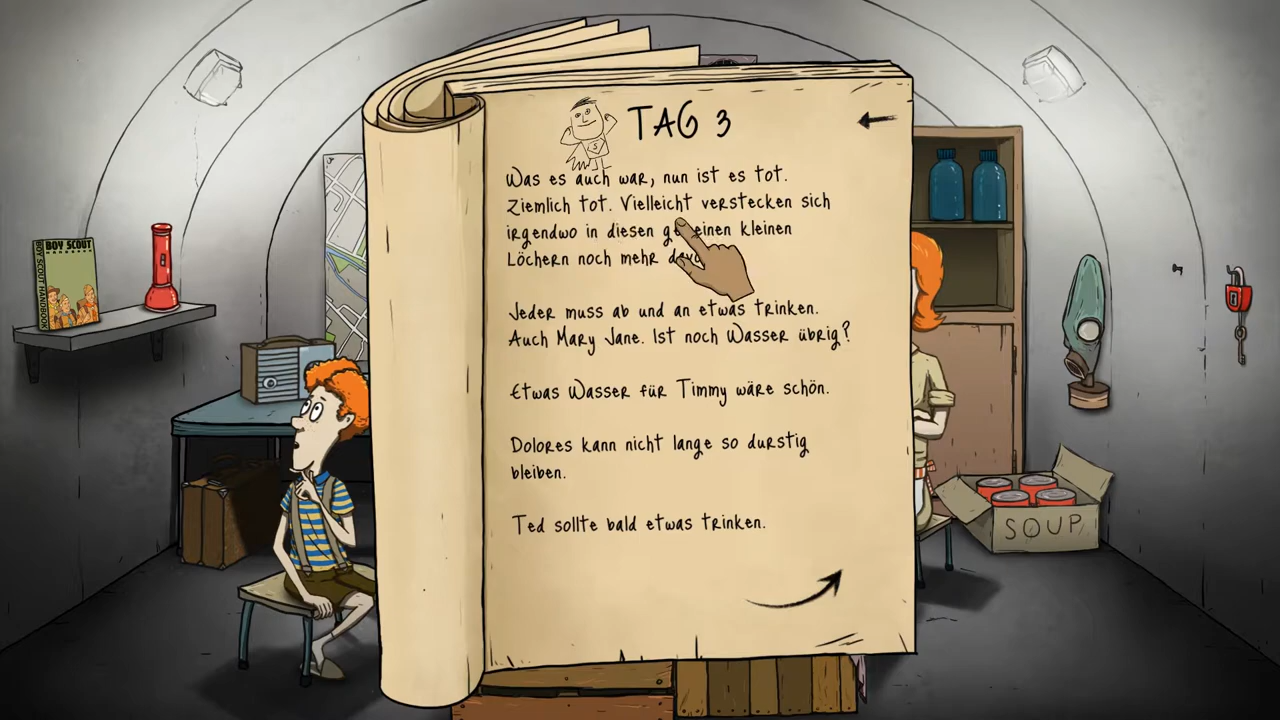 TAG 3
Was es auch war, nun ist es tot.
Ziemlich tot. Vielleicht verstecken sich
irgendwo in diesen kleinen
Löchern noch mehr
Jeder muss ab und an etwas trinken.
Auch Mary Jane. Ist noch Wasser übrig?
Etwas Wasser für Timmy wäre schön.
Dolores kann nicht lange so durstig
bleiben.
Ted sollte bald etwas trinken.
BOY SCOUT
BOY SCOUT HANDBOOK
SOUP
S